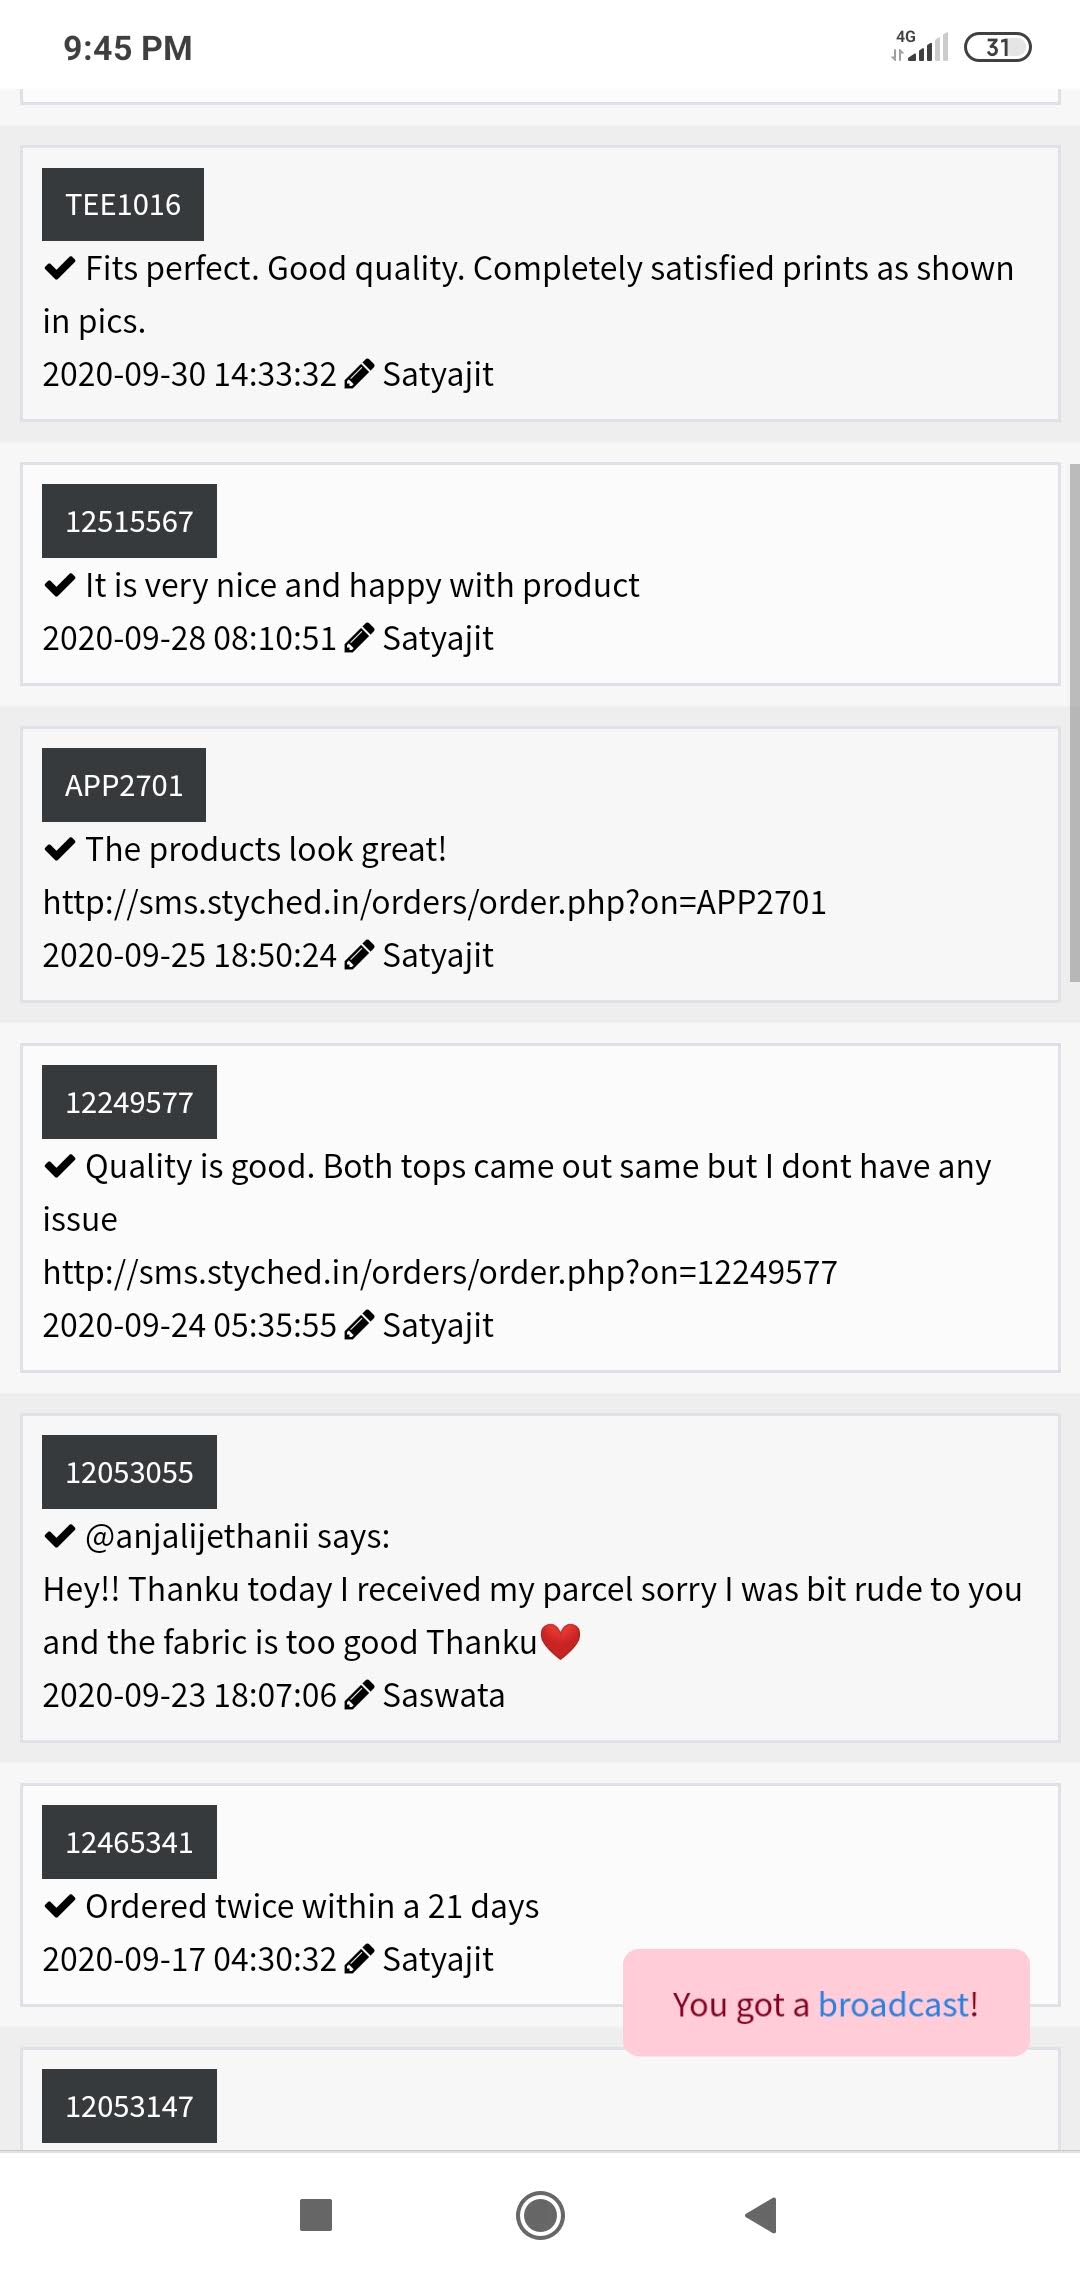 9:45 PM
4G
31
TEE1016
✔ Fits perfect. Good quality. Completely satisfied prints as shown
in pics.
2020-09-30 14:33:32 Satyajit
12515567
✔ It is very nice and happy with product
2020-09-28 08:10:51 Satyajit
APP2701
✔ The products look great!
http://sms.styched.in/orders/order.php?on=APP2701
2020-09-25 18:50:24 Satyajit
12249577
✔ Quality is good. Both tops came out same but I dont have any
issue
http://sms.styched.in/orders/order.php?on=12249577
2020-09-24 05:35:55 Satyajit
12053055
✔ @anjalijethanii says:
Hey!! Thanku today I received my parcel sorry I was bit rude to you
and the fabric is too good Thanku❤️
2020-09-23 18:07:06 Saswata
12465341
✔ Ordered twice within a 21 days
2020-09-17 04:30:32 Satyajit
You got a broadcast!
12053147